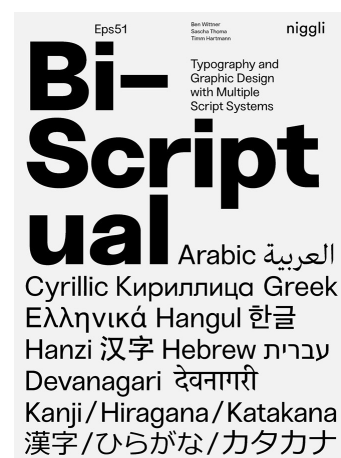 Eps51
Ben Wittner
Sascha Thoma
Timm Hartmann
niggli
Bi–
Script
ual
Typography and
Graphic Design
with Multiple
Script Systems
Arabic العربية
Cyrillic Кириллица Greek
Ελληνικά Hangul 한글
Hanzi 汉字 Hebrew עברית
Devanagari देवनागरी
Kanji/Hiragana/Katakana
漢字/ひらがな/カタカナ